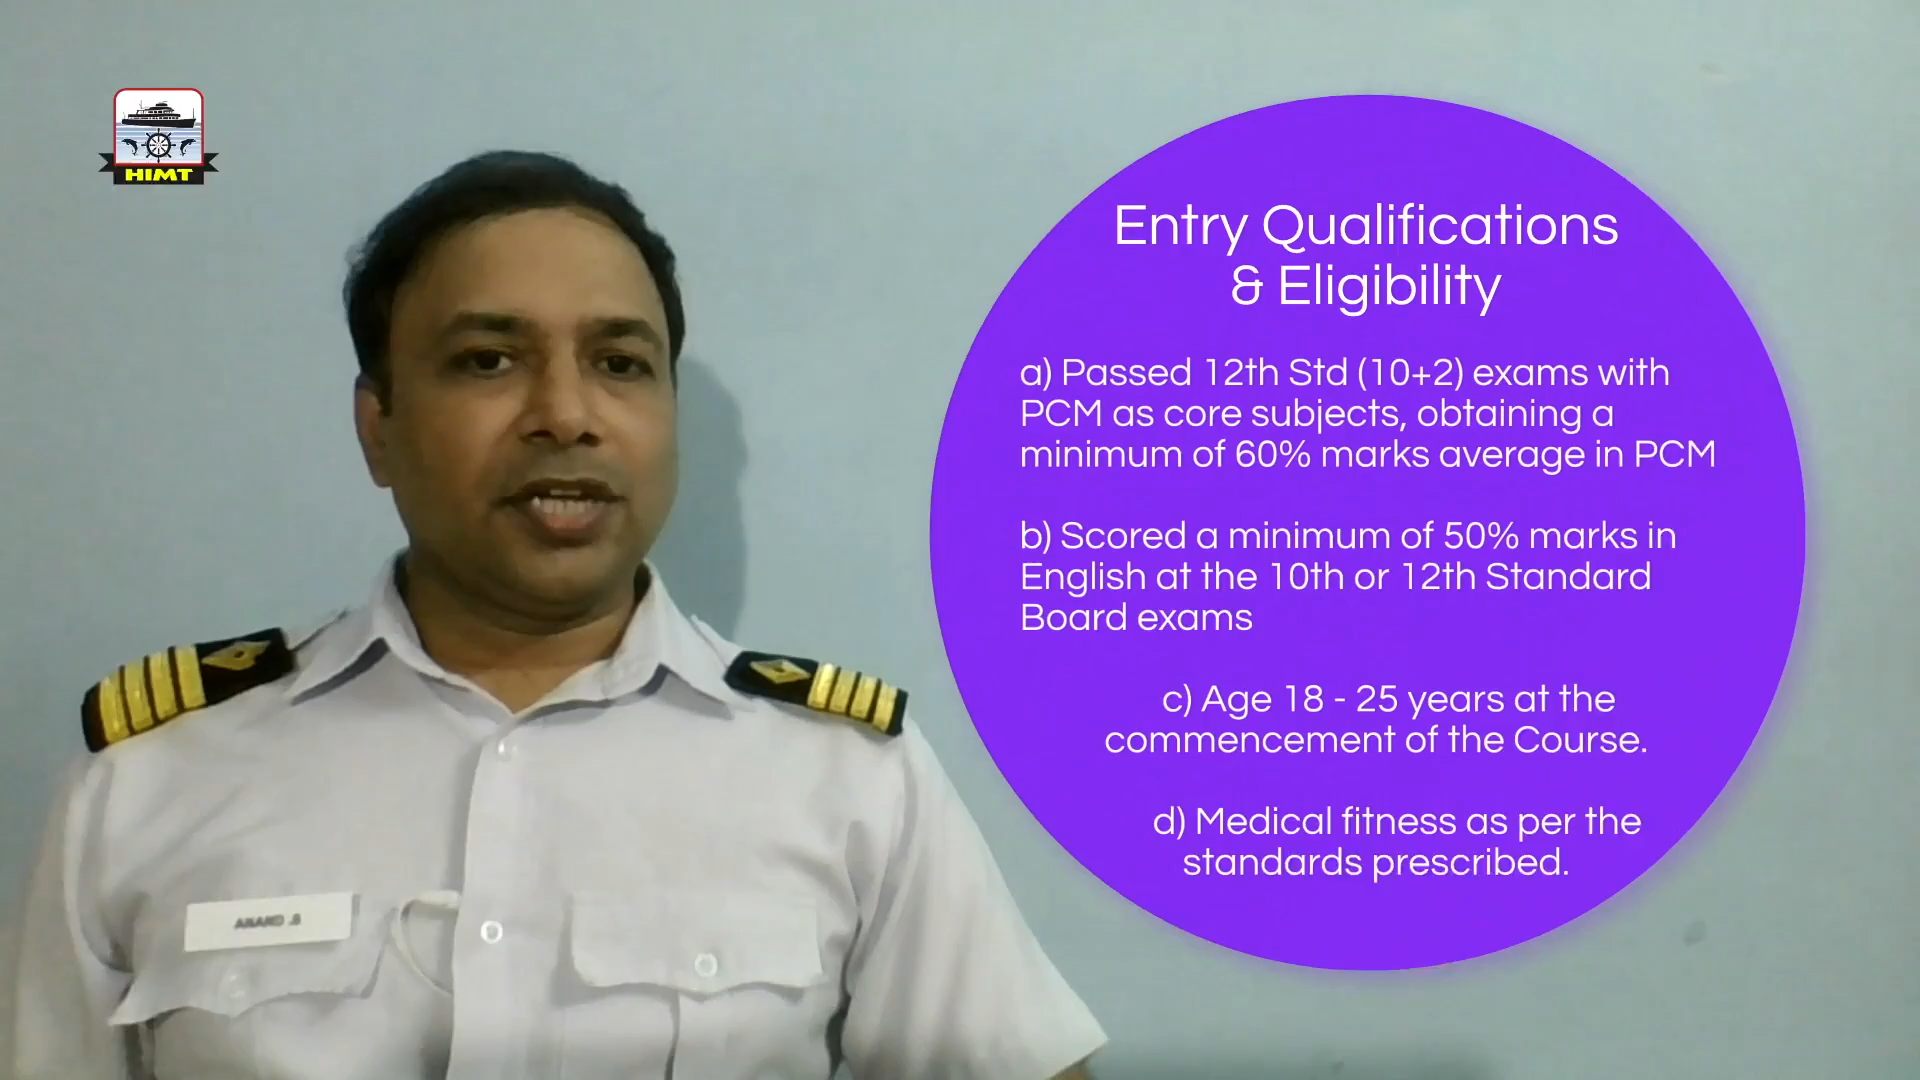 HIMT
Entry Qualifications
& Eligibility
a) Passed 12th Std (10+2) exams with
PCM as core subjects, obtaining a
minimum of 60% marks average in PCM
b) Scored a minimum of 50% marks in
English at the 10th or 12th Standard
Board exams
c) Age 18 - 25 years at the
commencement of the Course.
d) Medical fitness as per the
standards prescribed.
ANAND .B